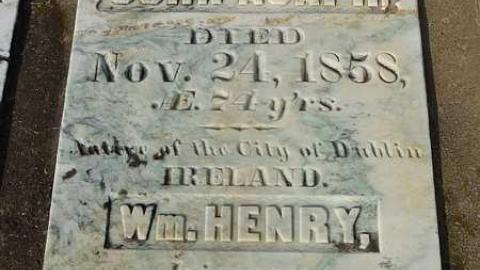 DIED
Nov. 24, 1858,
Æ. 74 y'rs.
Native of the City of Dublin
IRELAND.
Wm. HENRY,